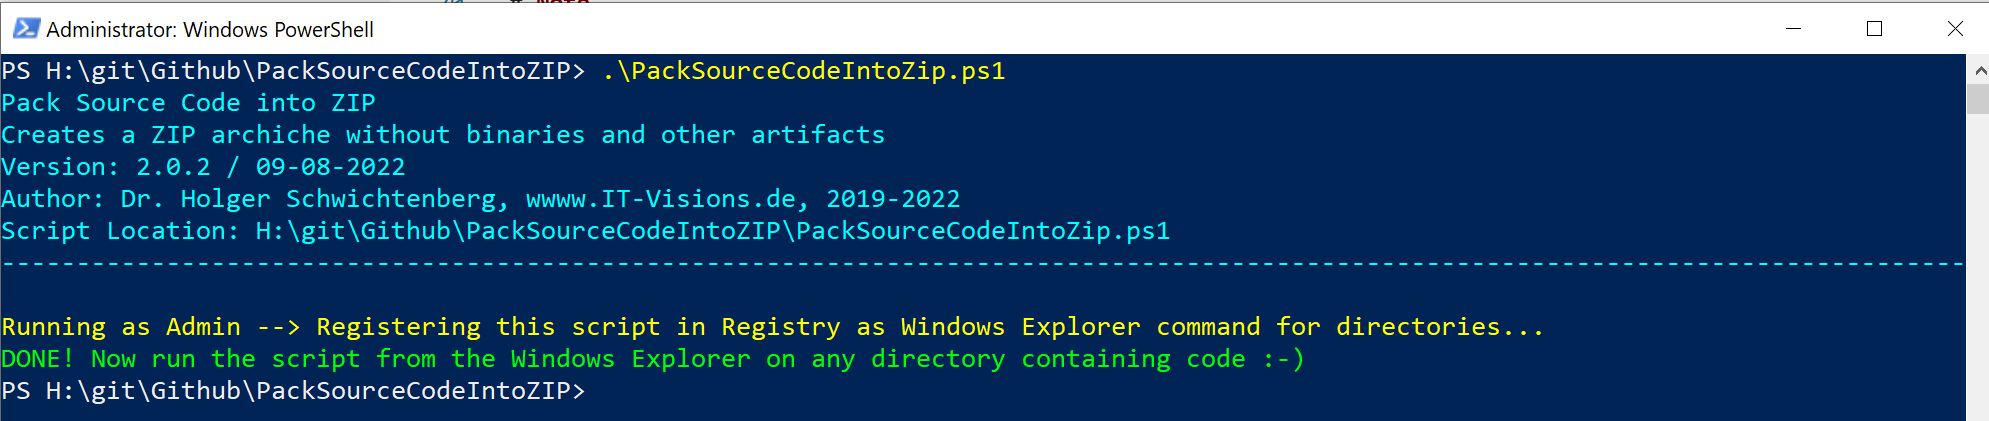 Administrator: Windows PowerShell
PS H:\git\Github\PackSourceCodeIntoZIP> .\PackSourceCodeIntoZip.ps1
Pack Source Code into ZIP
Creates a ZIP archiche without binaries and other artifacts
Version: 2.0.2 / 09-08-2022
Author: Dr. Holger Schwichtenberg, wwww.IT-Visions.de, 2019-2022
Script Location: H:\git\Github\PackSourceCodeIntoZIP\PackSourceCodeIntoZip.ps1
-----------------------------------------------------------------------------------------------------------------------------------
Running as Admin --> Registering this script in Registry as Windows Explorer command for directories...
DONE! Now run the script from the Windows Explorer on any directory containing code :-)
PS H:\git\Github\PackSourceCodeIntoZIP>